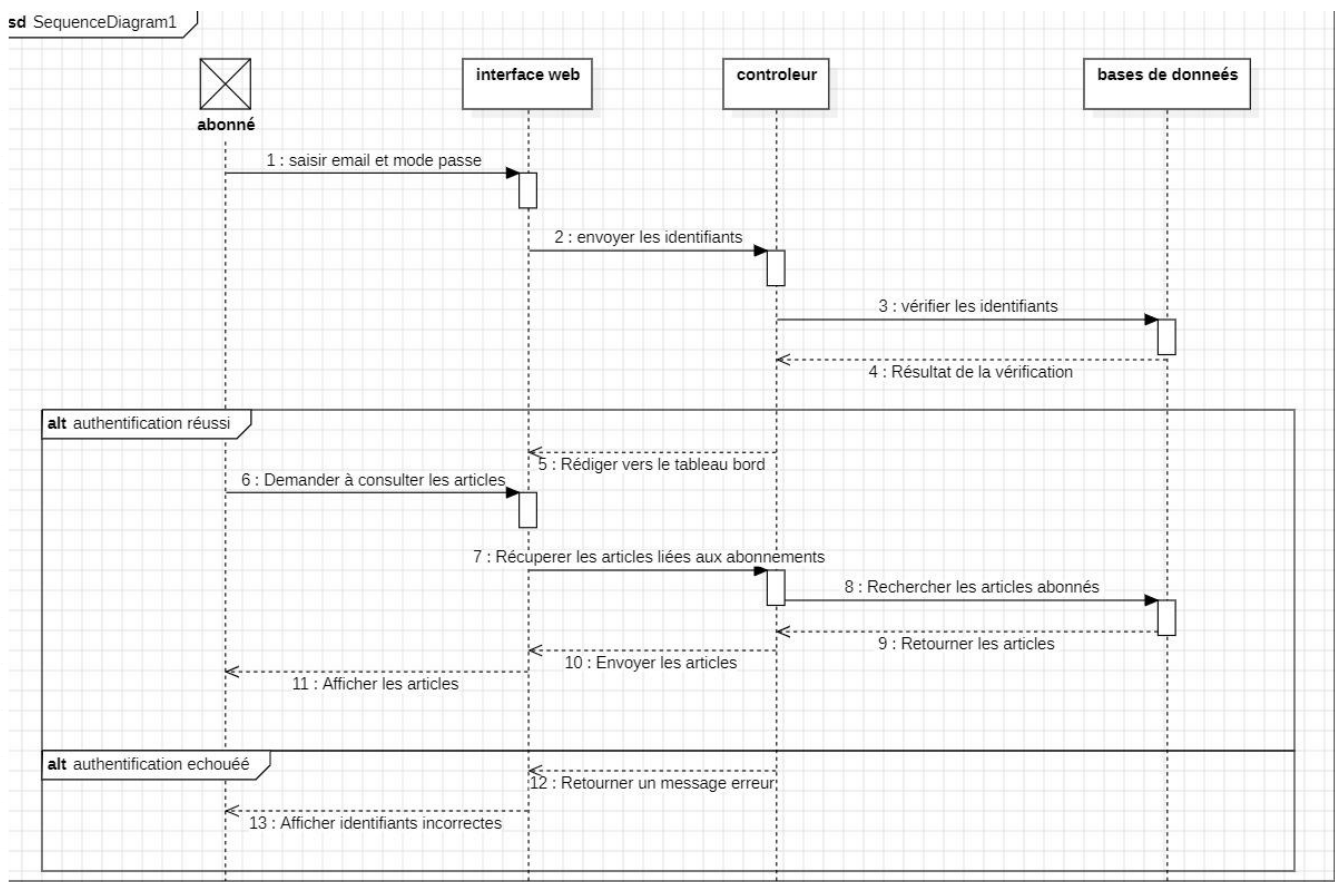 sd SequenceDiagram1
abonné
interface web
controleur
bases de donneés
1 : saisir email et mode passe
2 : envoyer les identifiants
3 : vérifier les identifiants
4 : Résultat de la vérification
alt authentification réussi
5 : Rédiger vers le tableau bord
6 : Demander à consulter les articles
7 : Récuperer les articles liées aux abonnements
8 : Rechercher les articles abonnés
9 : Retourner les articles
10 : Envoyer les articles
11 : Afficher les articles
alt authentification echouéé
12 : Retourner un message erreur
13 : Afficher identifiants incorrectes